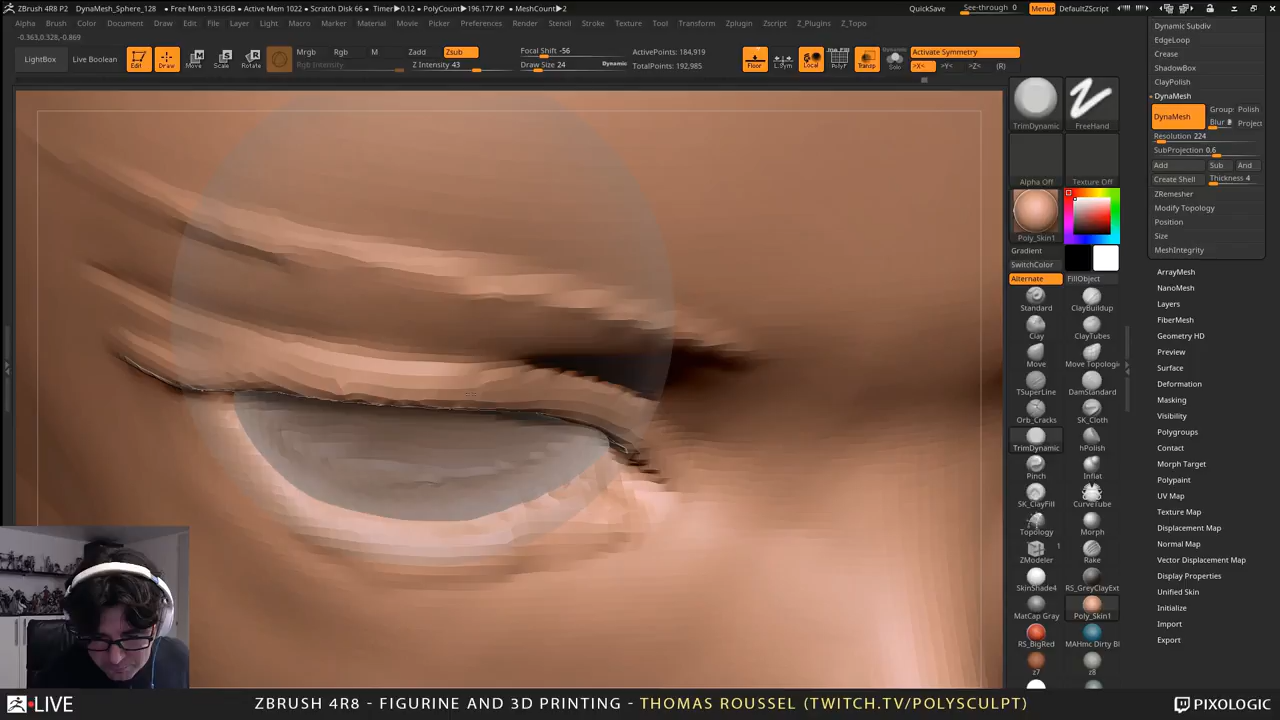 ZBrush 4R8 P2 DynaMesh_Sphere_128 • Free Mem 9.316GB • Active Mem 1022 • Scratch Disk 66 • Timer▶0.12 • PolyCount▶196.177 KP • MeshCount▶2 QuickSave See-through 0 Menus DefaultZScript
Alpha Brush Color Document Draw Edit File Layer Light Macro Marker Material Movie Picker Preferences Render Stencil Stroke Texture Tool Transform Zplugin Zscript Z_Plugins Z_Topo
-0.363,0.328,-0.869
LightBox Live Boolean Edit Draw Move Scale Rotate
Mrgb Rgb M Zadd Zsub
Rgb Intensity Z Intensity 43
Focal Shift -56
Draw Size 24 Dynamic
ActivePoints: 184,919
TotalPoints: 192,985
Floor L.Sym Local PolyF Transp
Dynamic
Solo
Activate Symmetry
>X< >Y< >Z< (R)
TrimDynamic FreeHand
Alpha Off Texture Off
Poly_Skin1
Gradient
SwitchColor
Alternate FillObject
Standard ClayBuildup
Clay ClayTubes
Move Move Topologic
TSuperLine DamStandard
Orb_Cracks SK_Cloth
TrimDynamic hPolish
Pinch Inflat
SK_ClayFill CurveTube
Topology Morph
1
ZModeler Rake
SkinShade4 RS_GreyClayExt
MatCap Gray Poly_Skin1
RS_BigRed MAHmc Dirty Bl
z7 z8
Dynamic Subdiv
EdgeLoop
Crease
ShadowBox
ClayPolish
DynaMesh
DynaMesh Group Polish
Blur Project
Resolution 224
SubProjection 0.6
Add Sub And
Create Shell Thickness 4
ZRemesher
Modify Topology
Position
Size
MeshIntegrity
ArrayMesh
NanoMesh
Layers
FiberMesh
Geometry HD
Preview
Surface
Deformation
Masking
Visibility
Polygroups
Contact
Morph Target
Polypaint
UV Map
Texture Map
Displacement Map
Normal Map
Vector Displacement Map
Display Properties
Unified Skin
Initialize
Import
Export
LIVE ZBRUSH 4R8 - FIGURINE AND 3D PRINTING - THOMAS ROUSSEL (TWITCH.TV/POLYSCULPT) PIXOLOGIC